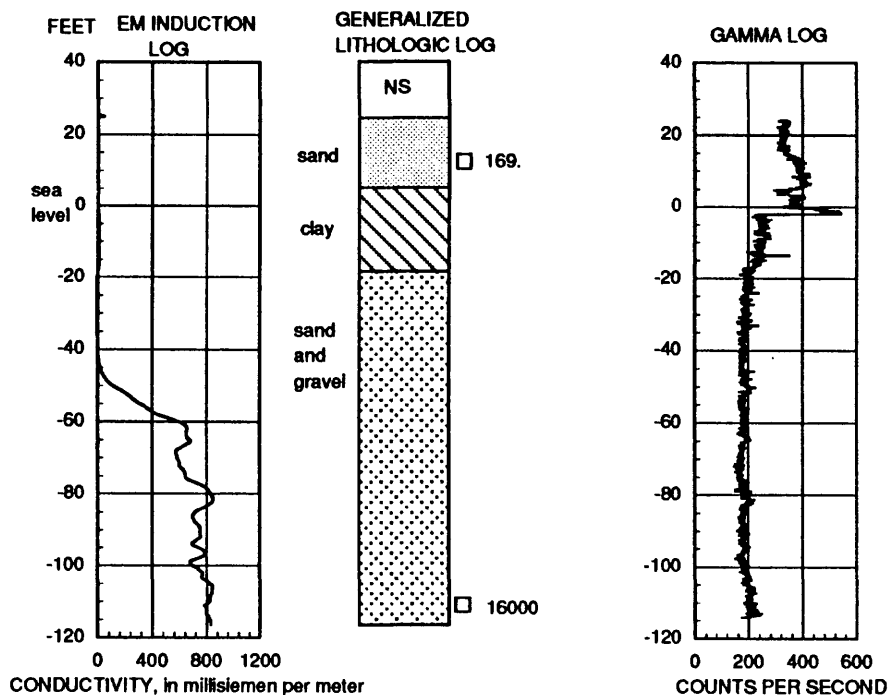 FEET EM INDUCTION LOG
GENERALIZED LITHOLOGIC LOG
GAMMA LOG
40
20
sea level 0
-20
-40
-60
-80
-100
-120
0 400 800 1200
CONDUCTIVITY, in millisiemen per meter
NS
sand
clay
sand and gravel
169.
16000
40
20
0
-20
-40
-60
-80
-100
-120
0 200 400 600
COUNTS PER SECOND